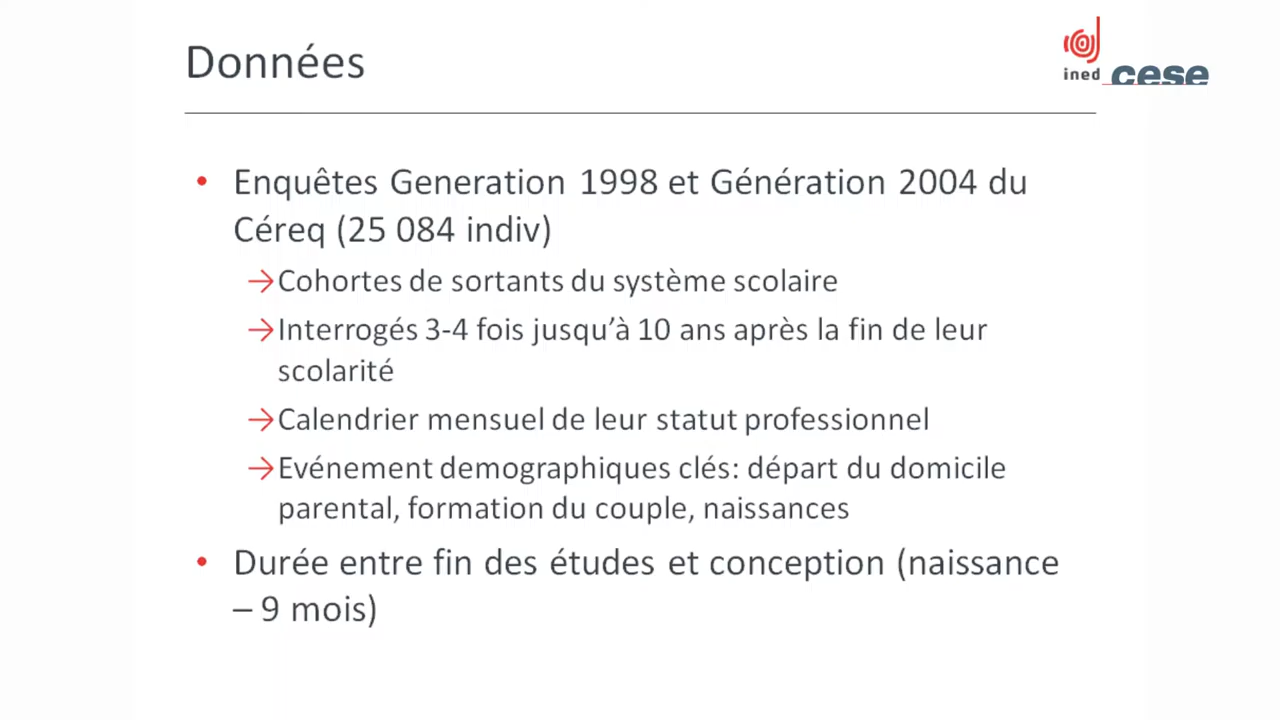 Données
ined
cese
• Enquêtes Generation 1998 et Génération 2004 du
Céreq (25 084 indiv)
→Cohortes de sortants du système scolaire
→Interrogés 3-4 fois jusqu’à 10 ans après la fin de leur
scolarité
→Calendrier mensuel de leur statut professionnel
→Evénement demographiques clés: départ du domicile
parental, formation du couple, naissances
• Durée entre fin des études et conception (naissance
– 9 mois)